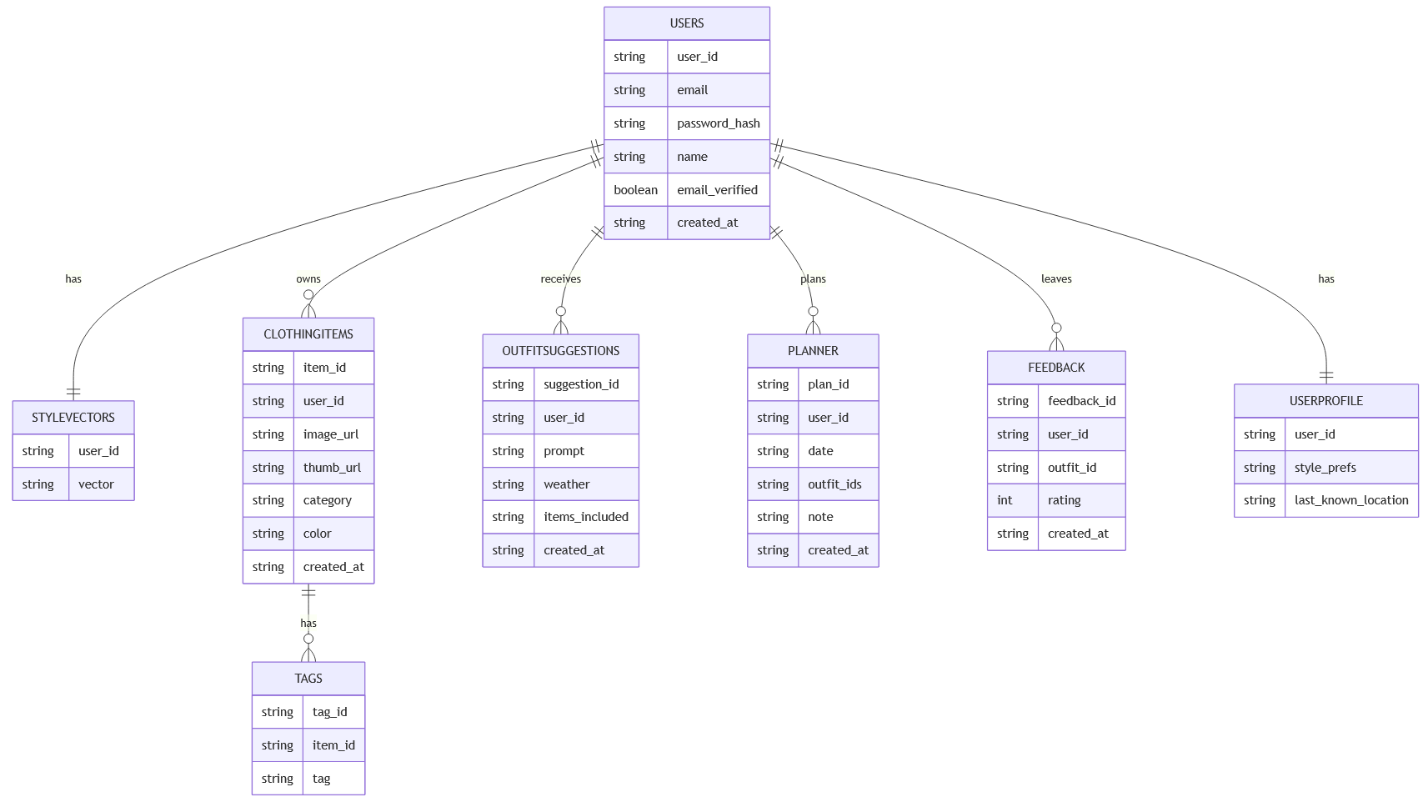 USERS
string user_id
string email
string password_hash
string name
boolean email_verified
string created_at
has
owns
receives
plans
leaves
has
STYLEVECTORS
string user_id
string vector
CLOTHINGITEMS
string item_id
string user_id
string image_url
string thumb_url
string category
string color
string created_at
OUTFITSUGGESTIONS
string suggestion_id
string user_id
string prompt
string weather
string items_included
string created_at
PLANNER
string plan_id
string user_id
string date
string outfit_ids
string note
string created_at
FEEDBACK
string feedback_id
string user_id
string outfit_id
int rating
string created_at
USERPROFILE
string user_id
string style_prefs
string last_known_location
has
TAGS
string tag_id
string item_id
string tag